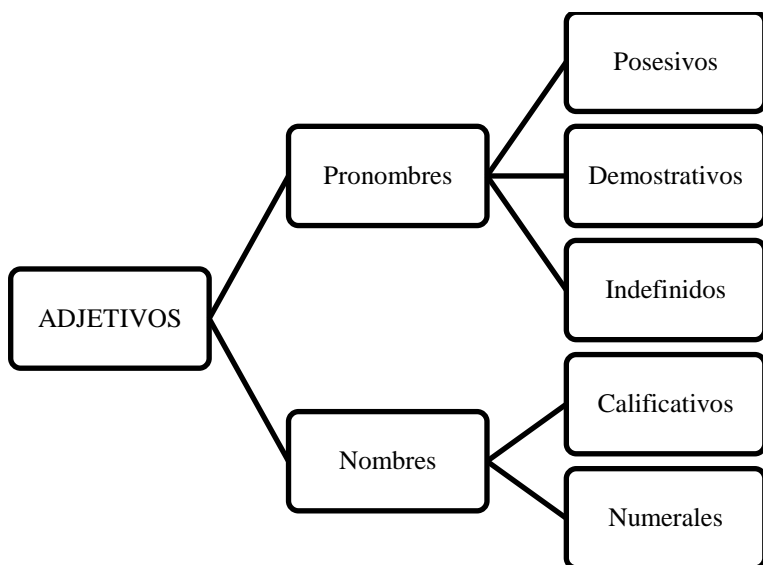 ADJETIVOS
Pronombres
Posesivos
Demostrativos
Indefinidos
Nombres
Calificativos
Numerales